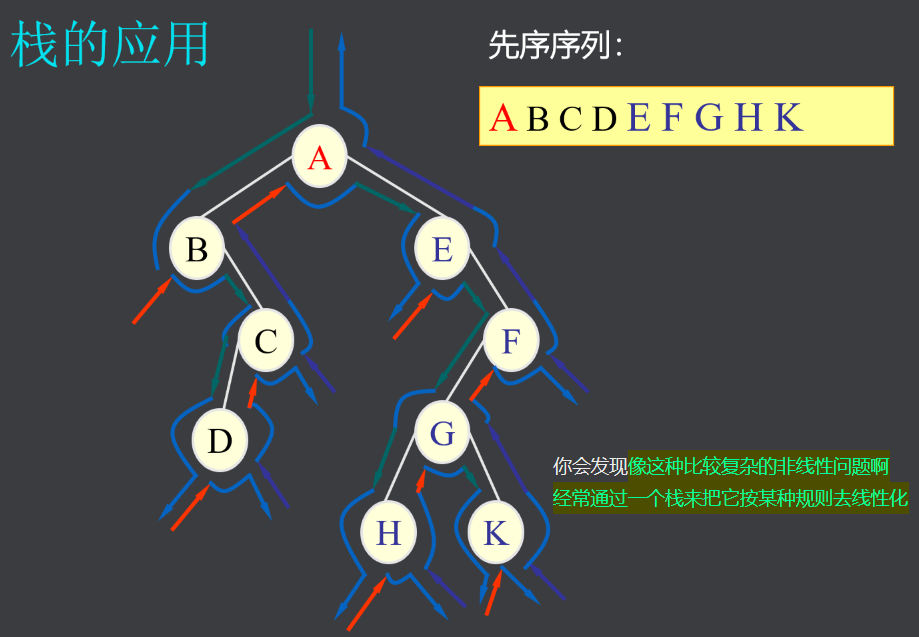 栈的应用
先序序列：
A B C D E F G H K
A
B
E
C
F
D
G
H
K
你会发现像这种比较复杂的非线性问题啊
经常通过一个栈来把它按某种规则去线性化